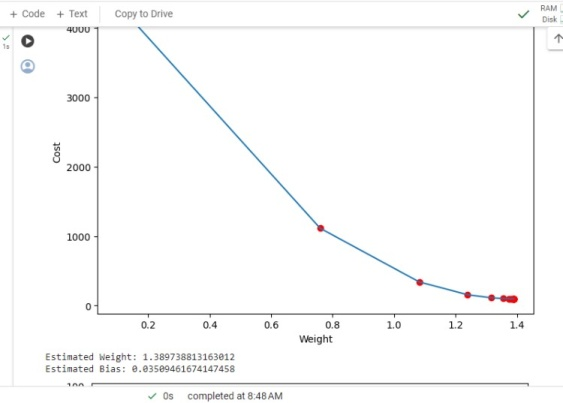 + Code + Text Copy to Drive
RAM
Disk
1s
4000
3000
2000
1000
0
Cost
0.2 0.4 0.6 0.8 1.0 1.2 1.4
Weight
Estimated Weight: 1.389738813163012
Estimated Bias: 0.03509461674147458
100
0s completed at 8:48 AM